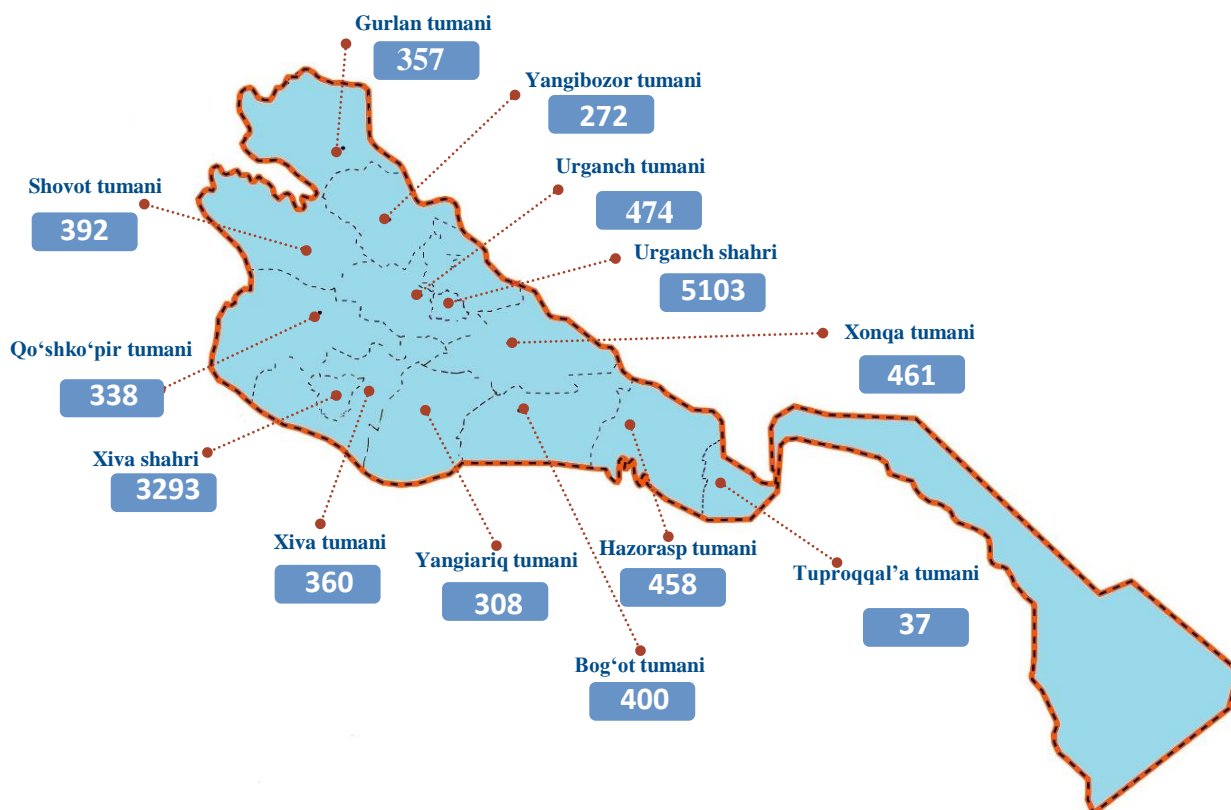 Gurlan tumani
357
Yangibozor tumani
272
Urganch tumani
474
Shovot tumani
392
Urganch shahri
5103
Xonqa tumani
461
Qo‘shko‘pir tumani
338
Xiva shahri
3293
Xiva tumani
360
Yangiariq tumani
308
Hazorasp tumani
458
Tuproqqal’a tumani
37
Bog‘ot tumani
400